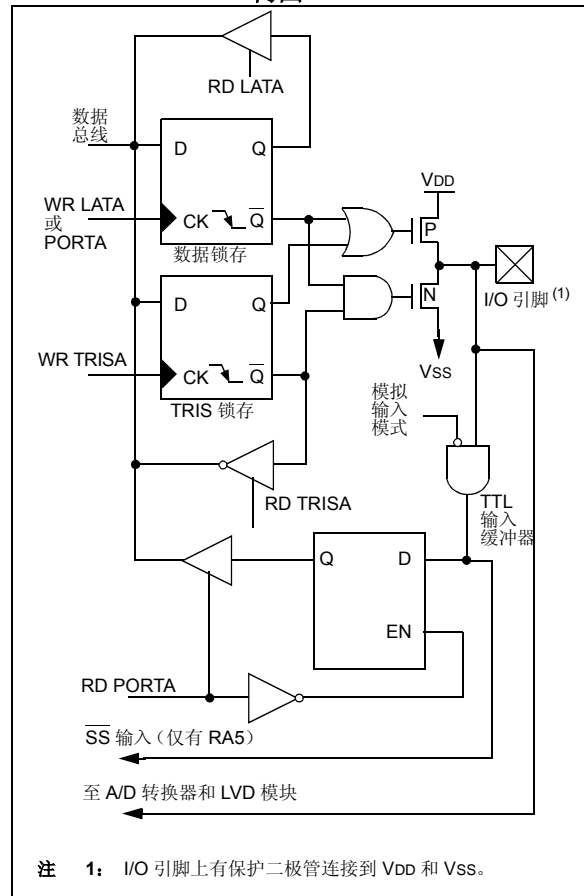 RD LATA
数据
总线
D
Q
VDD
WR LATA
或
PORTA
CK
Q
P
数据锁存
I/O 引脚(1)
D
Q
N
WR TRISA
CK
Q
VSS
TRIS 锁存
模拟
输入
模式
RD TRISA
TTL
输入
缓冲器
Q
D
EN
RD PORTA
SS 输入（仅有 RA5）
至 A/D 转换器和 LVD 模块
注 1： I/O 引脚上有保护二极管连接到 VDD 和 VSS。